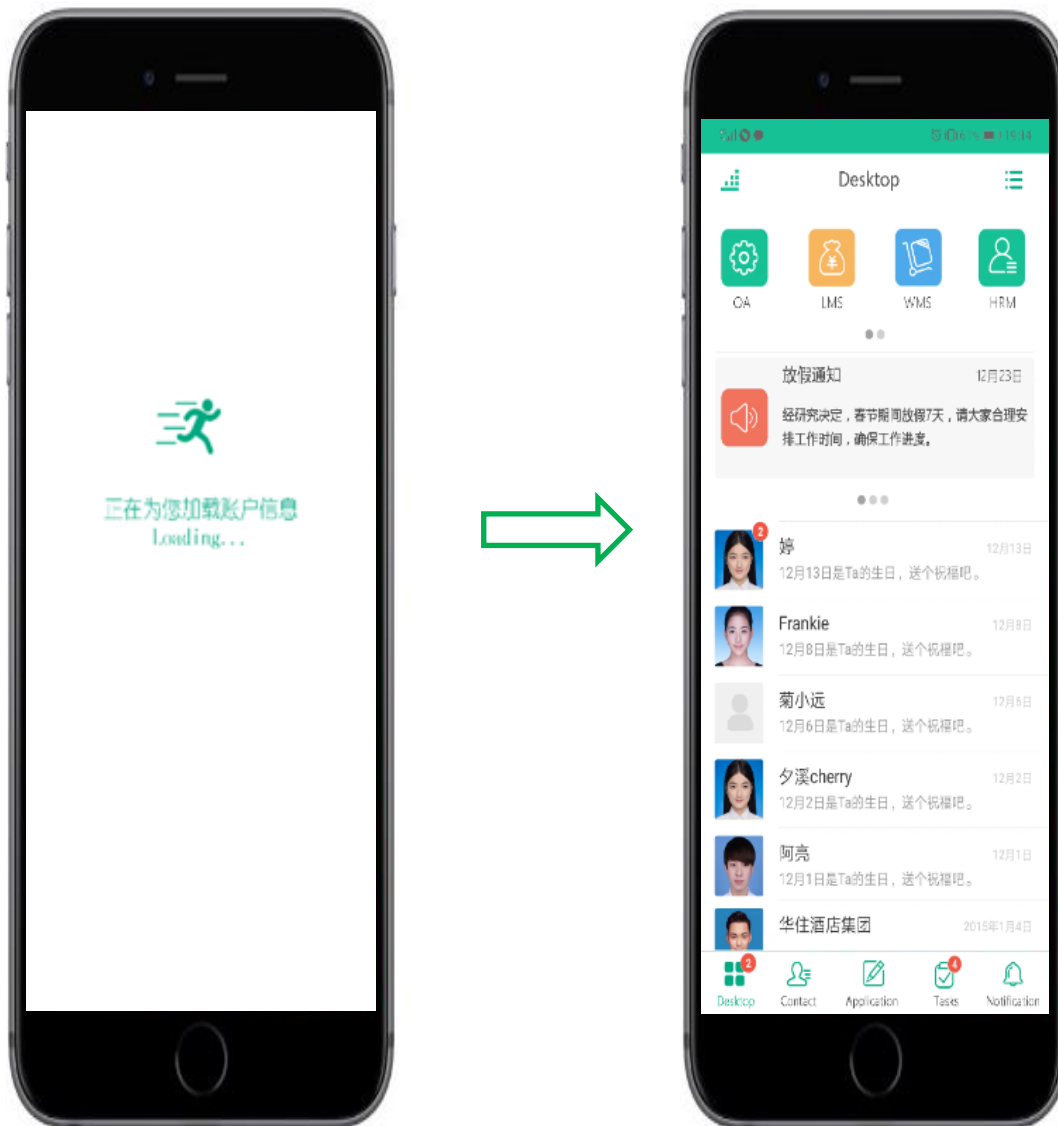 正在为您加载账户信息
Loading...
19:14
Desktop
OA
LMS
WMS
HRM
放假通知
12月23日
经研究决定，春节期间放假7天，请大家合理安
排工作时间，确保工作进度。
2
婷
12月13日
12月13日是Ta的生日，送个祝福吧。
Frankie
12月8日
12月8日是Ta的生日，送个祝福吧。
菊小远
12月6日
12月6日是Ta的生日，送个祝福吧。
夕溪cherry
12月2日
12月2日是Ta的生日，送个祝福吧。
阿亮
12月1日
12月1日是Ta的生日，送个祝福吧。
华住酒店集团
2015年1月4日
2
4
Desktop
Contact
Application
Tasks
Notification